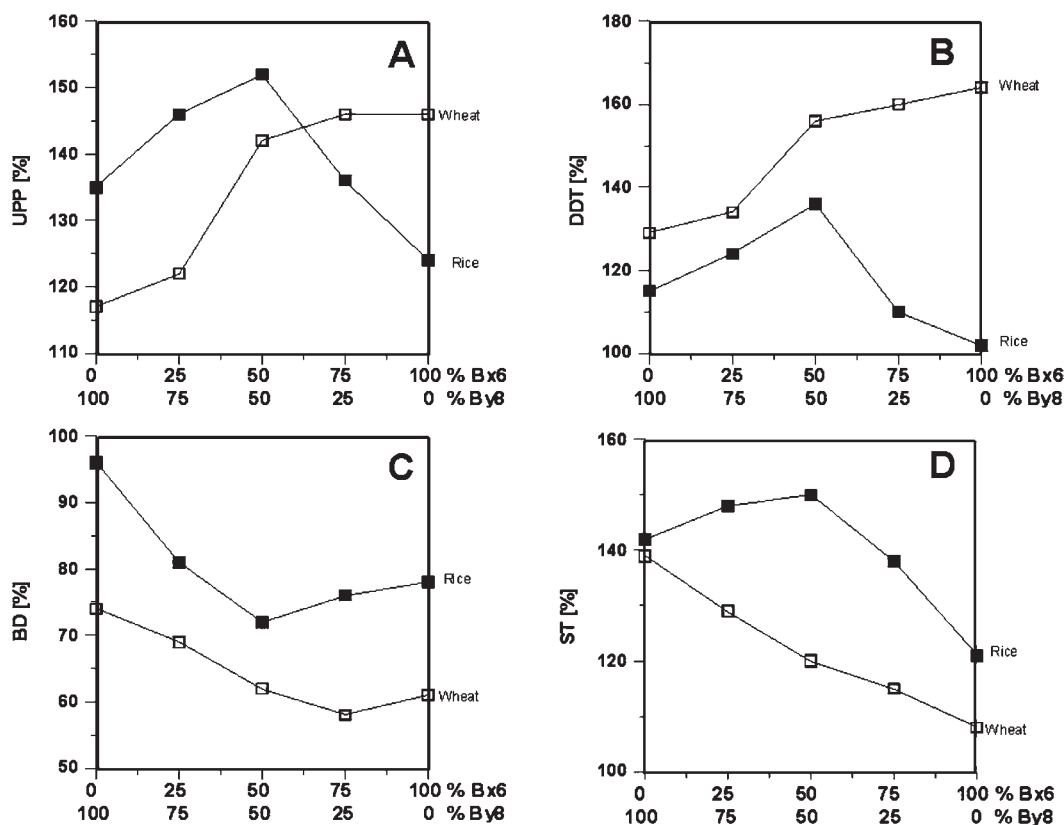 160
150
140
130
120
110
UPP [%]
A
Wheat
Rice
0 25 50 75 100 % Bx6
100 75 50 25 0 % By8
180
160
140
120
100
DDT [%]
B
Wheat
Rice
0 25 50 75 100 % Bx6
100 75 50 25 0 % By8
100
90
80
70
60
50
BD [%]
C
Rice
Wheat
0 25 50 75 100 % Bx6
100 75 50 25 0 % By8
160
140
120
100
ST [%]
D
Rice
Wheat
0 25 50 75 100 % Bx6
100 75 50 25 0 % By8